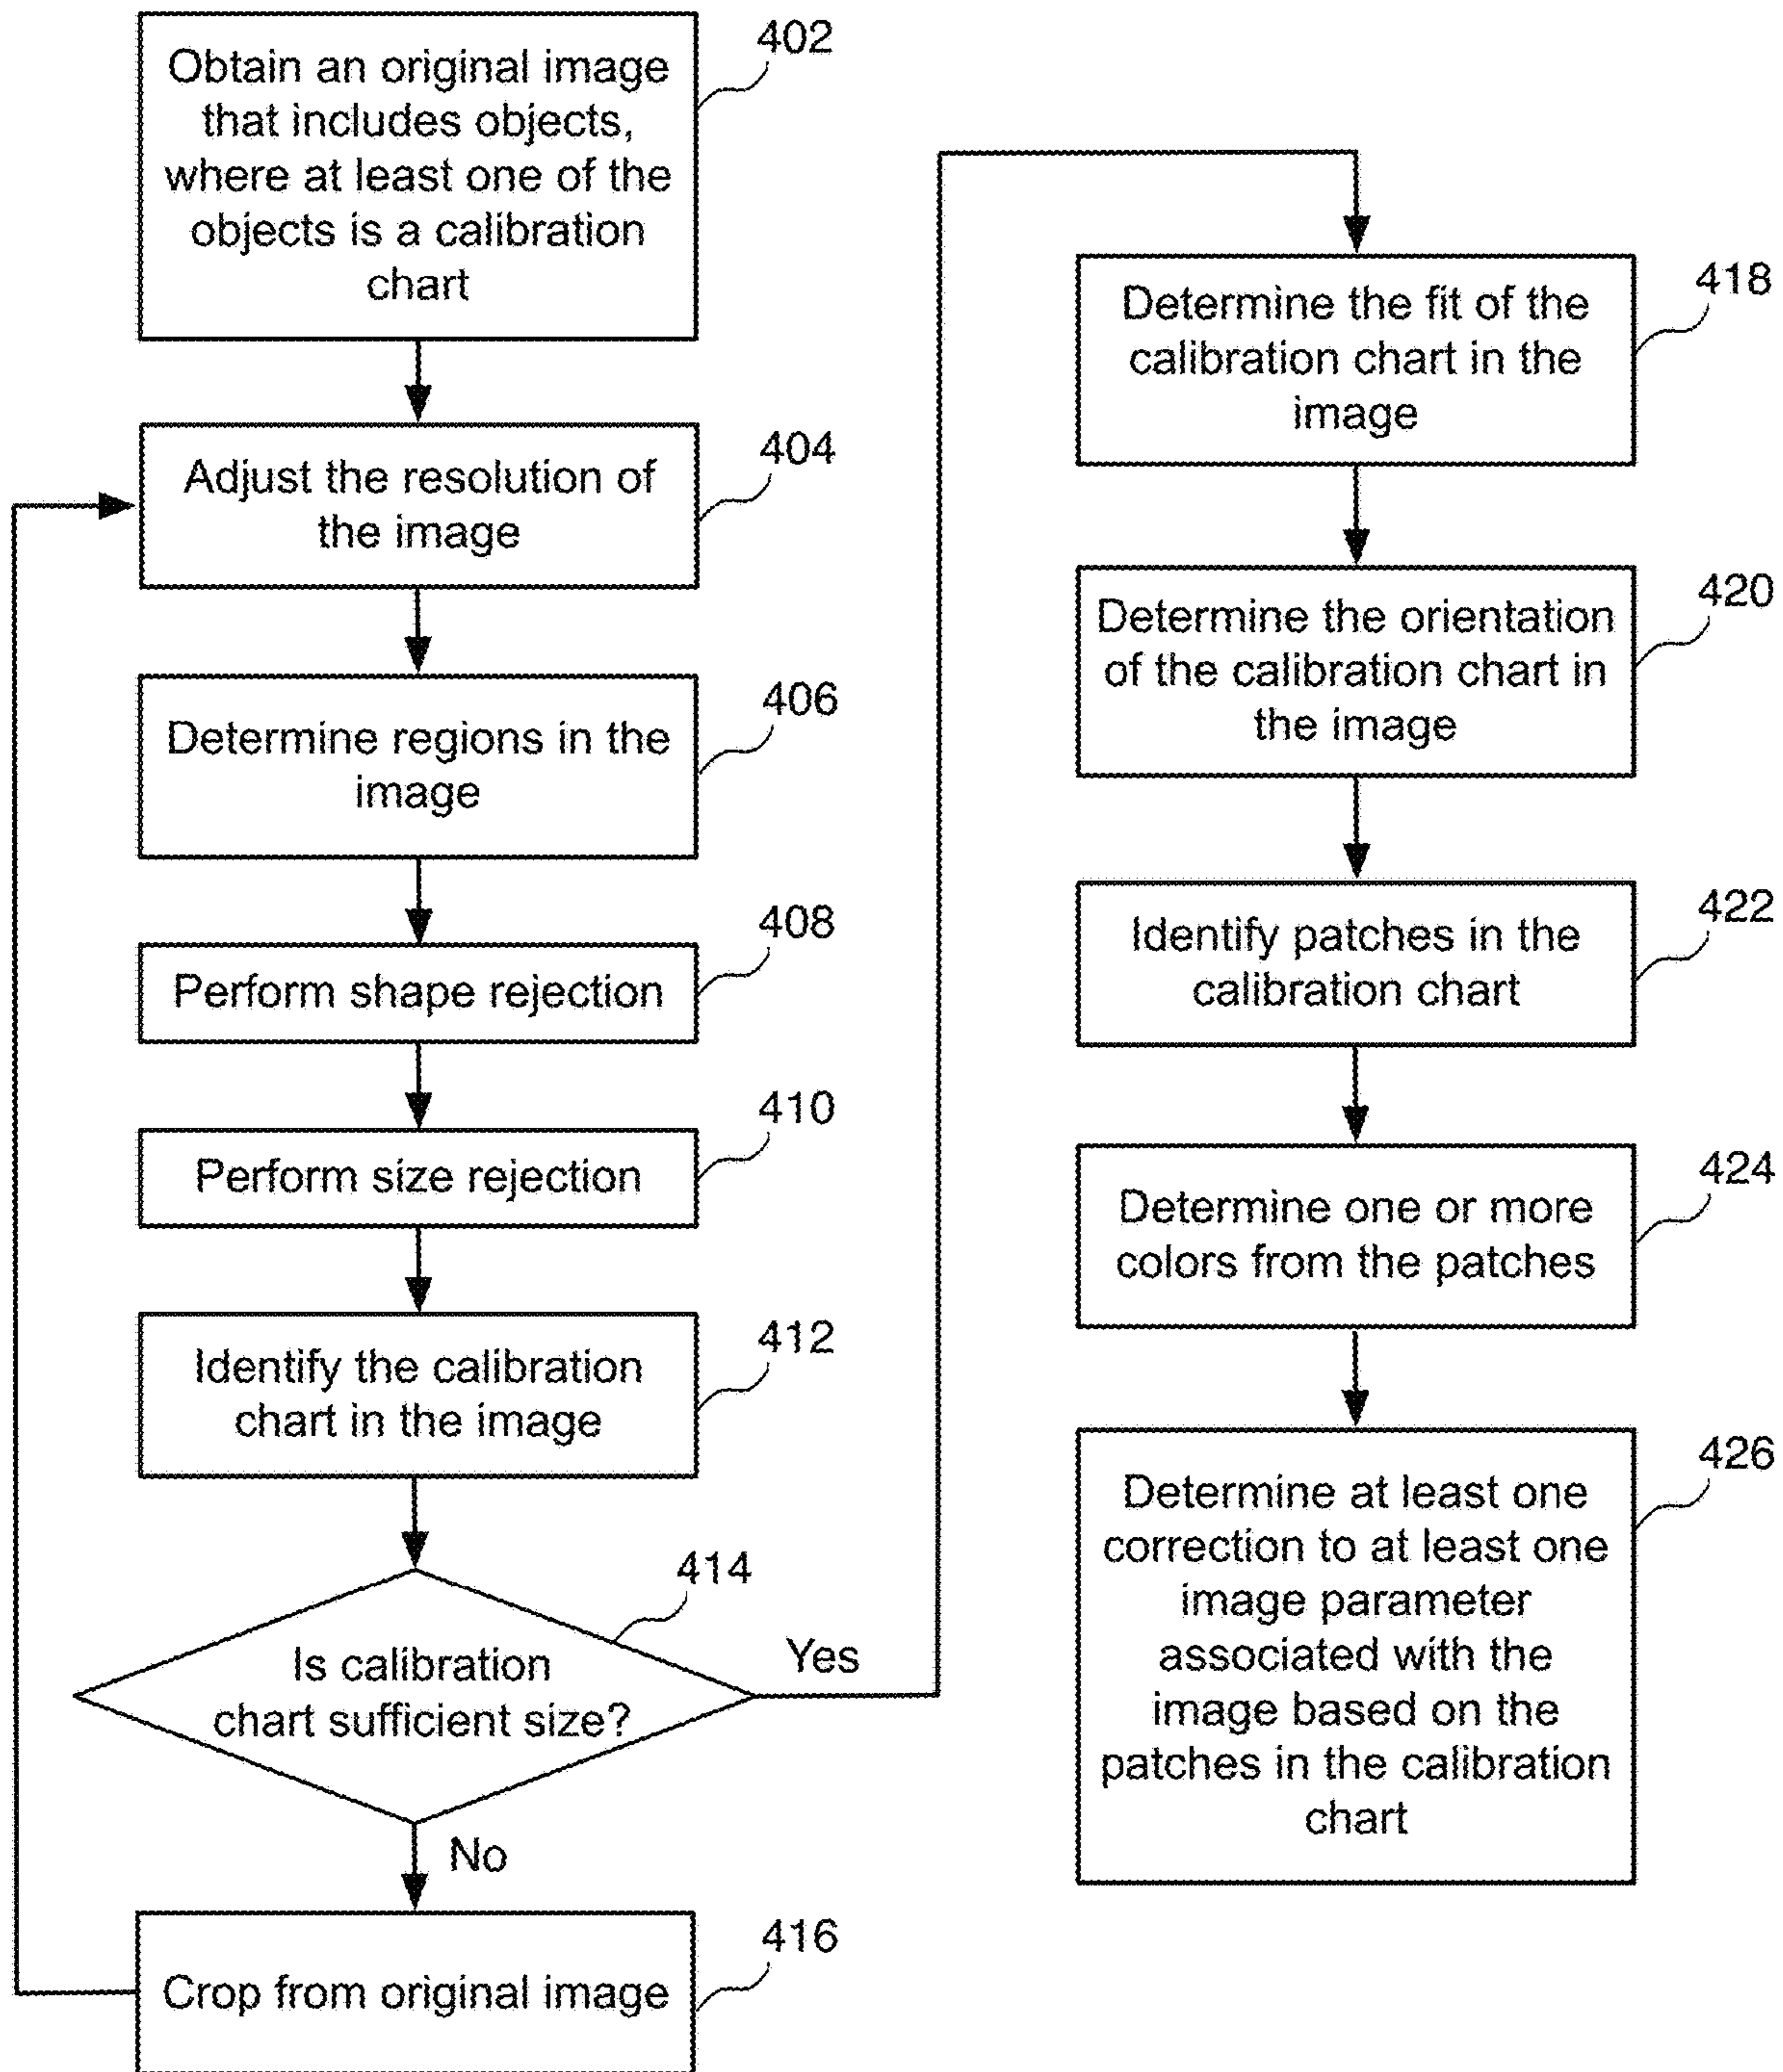 402
Obtain an original image
that includes objects,
where at least one of the
objects is a calibration
chart
404
Adjust the resolution of
the image
406
Determine regions in the
image
408
Perform shape rejection
410
Perform size rejection
412
Identify the calibration
chart in the image
414
Is calibration
chart sufficient size?
Yes
No
416
Crop from original image
418
Determine the fit of the
calibration chart in the
image
420
Determine the orientation
of the calibration chart in
the image
422
Identify patches in the
calibration chart
424
Determine one or more
colors from the patches
426
Determine at least one
correction to at least one
image parameter
associated with the
image based on the
patches in the calibration
chart